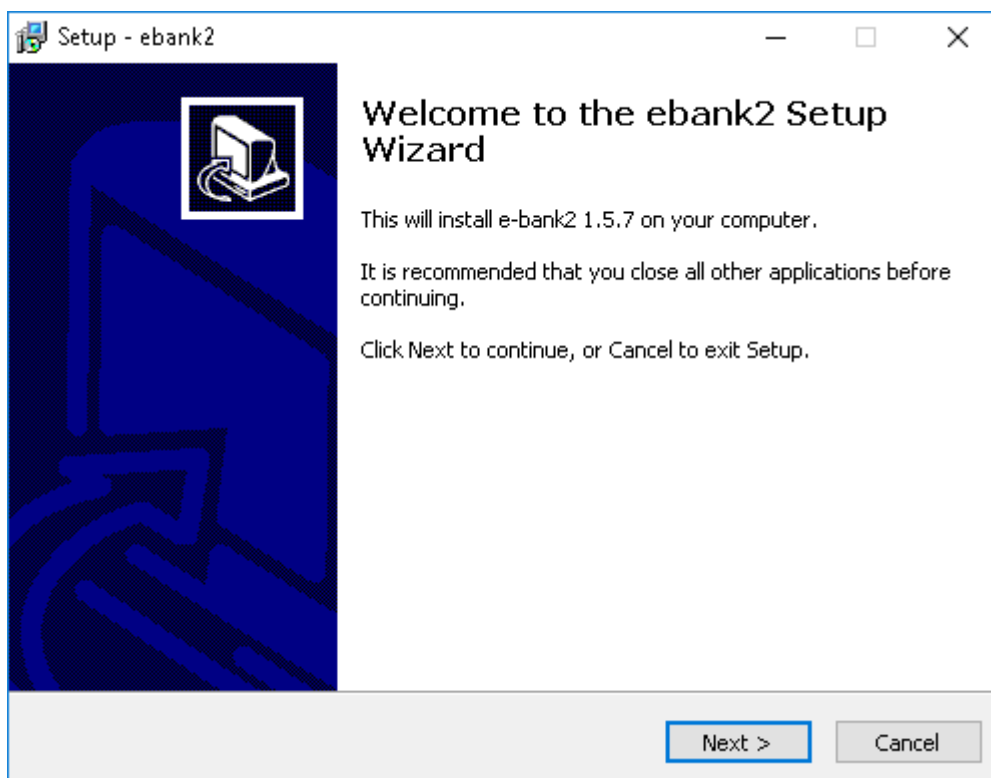 Setup - ebank2
Welcome to the ebank2 Setup
Wizard
This will install e-bank2 1.5.7 on your computer.
It is recommended that you close all other applications before
continuing.
Click Next to continue, or Cancel to exit Setup.
Next >
Cancel